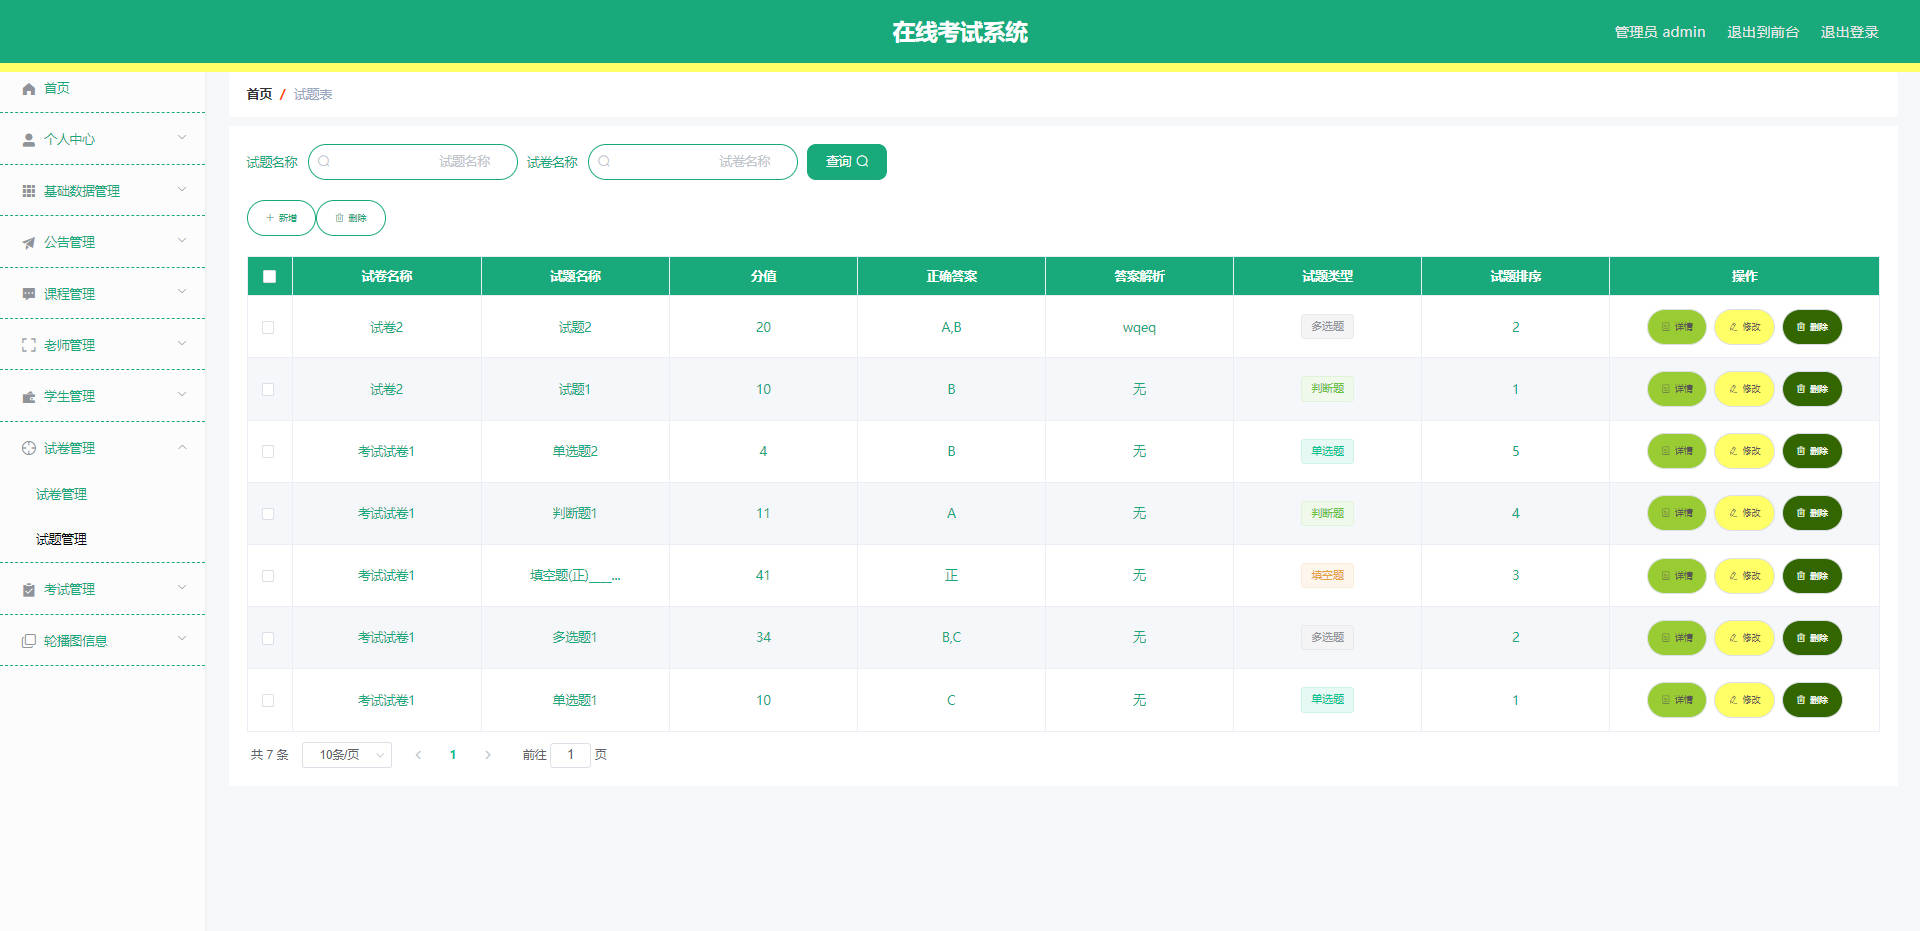 在线考试系统
管理员 admin 退出到前台 退出登录
首页
个人中心
基础数据管理
公告管理
课程管理
老师管理
学生管理
试卷管理
试卷管理
试题管理
考试管理
轮播图信息
首页 / 试题表
试题名称 试题名称 试卷名称 试卷名称 查询
新增 删除
试卷名称 试题名称 分值 正确答案 答案解析 试题类型 试题排序 操作
试卷2 试题2 20 A,B wqeq 多选题 2 详情 修改 删除
试卷2 试题1 10 B 无 判断题 1 详情 修改 删除
考试试卷1 单选题2 4 B 无 单选题 5 详情 修改 删除
考试试卷1 判断题1 11 A 无 判断题 4 详情 修改 删除
考试试卷1 填空题(正)____... 41 正 无 填空题 3 详情 修改 删除
考试试卷1 多选题1 34 B,C 无 多选题 2 详情 修改 删除
考试试卷1 单选题1 10 C 无 单选题 1 详情 修改 删除
共 7 条 10条/页 1 前往 1 页